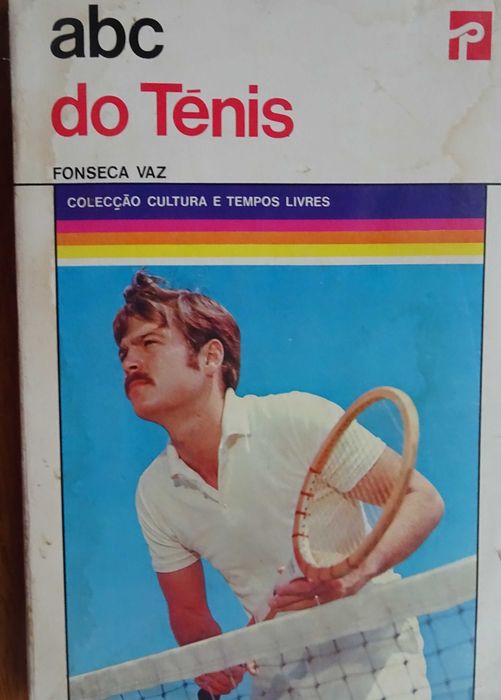 abc
do Ténis
FONSECA VAZ
COLECÇÃO CULTURA E TEMPOS LIVRES